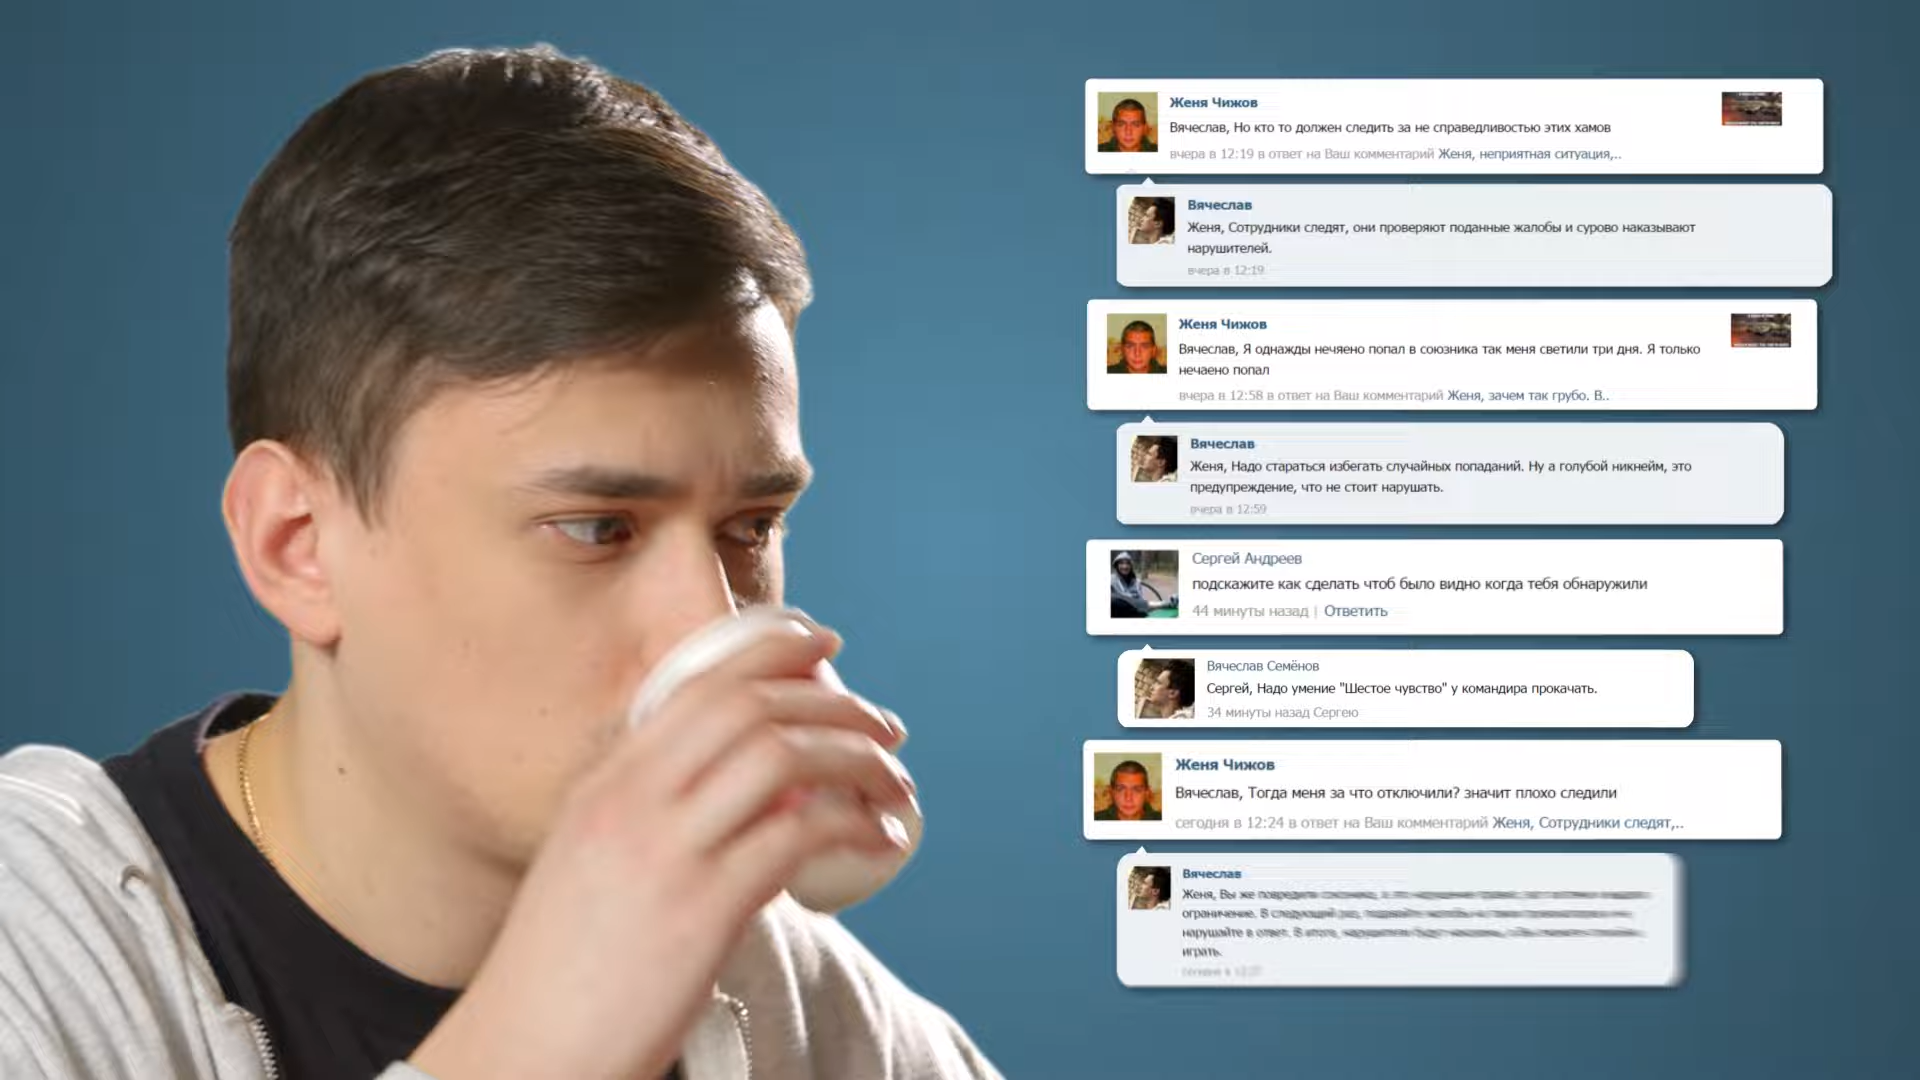 Женя Чижов
Вячеслав, Но кто то должен следить за не справедливостью этих хамов
вчера в 12:19 в ответ на Ваш комментарий Женя, неприятная ситуация,..
Вячеслав
Женя, Сотрудники следят, они проверяют поданные жалобы и сурово наказывают
нарушителей.
вчера в 12:19
Женя Чижов
Вячеслав, Я однажды нечяено попал в союзника так меня светили три дня. Я только
нечаено попал
вчера в 12:58 в ответ на Ваш комментарий Женя, зачем так грубо. В..
Вячеслав
Женя, Надо стараться избегать случайных попаданий. Ну а голубой никнейм, это
предупреждение, что не стоит нарушать.
вчера в 12:59
Сергей Андреев
подскажите как сделать чтоб было видно когда тебя обнаружили
44 минуты назад | Ответить
Вячеслав Семёнов
Сергей, Надо умение "Шестое чувство" у командира прокачать.
34 минуты назад Сергею
Женя Чижов
Вячеслав, Тогда меня за что отключили? значит плохо следили
сегодня в 12:24 в ответ на Ваш комментарий Женя, Сотрудники следят,..
Вячеслав
Женя, Вы же повредили
ограничение. В следующий раз,
нарушайте в ответ. В итоге,
играть.